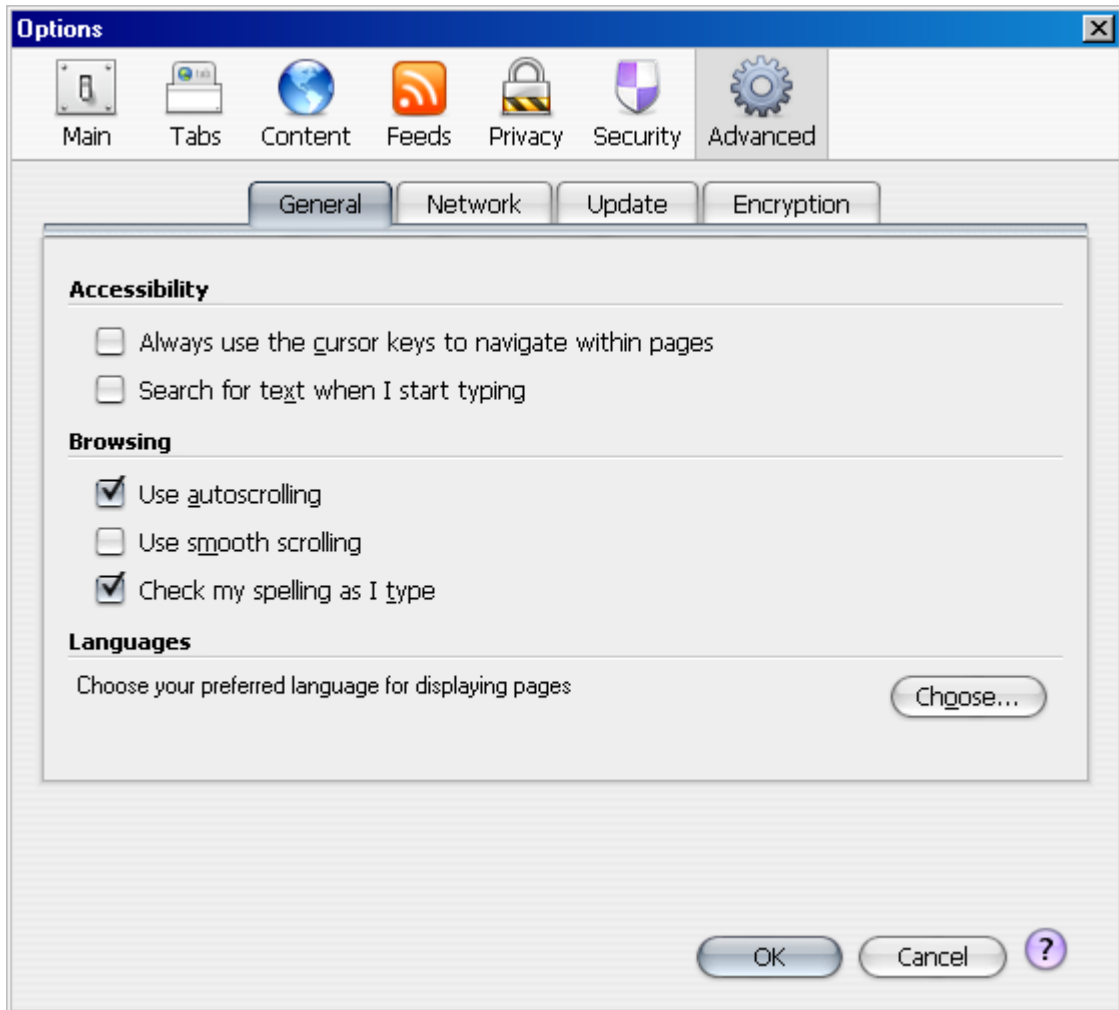 Options
Main Tabs Content Feeds Privacy Security Advanced
General Network Update Encryption
Accessibility
Always use the cursor keys to navigate within pages
Search for text when I start typing
Browsing
Use autoscrolling
Use smooth scrolling
Check my spelling as I type
Languages
Choose your preferred language for displaying pages
Choose...
OK Cancel ?